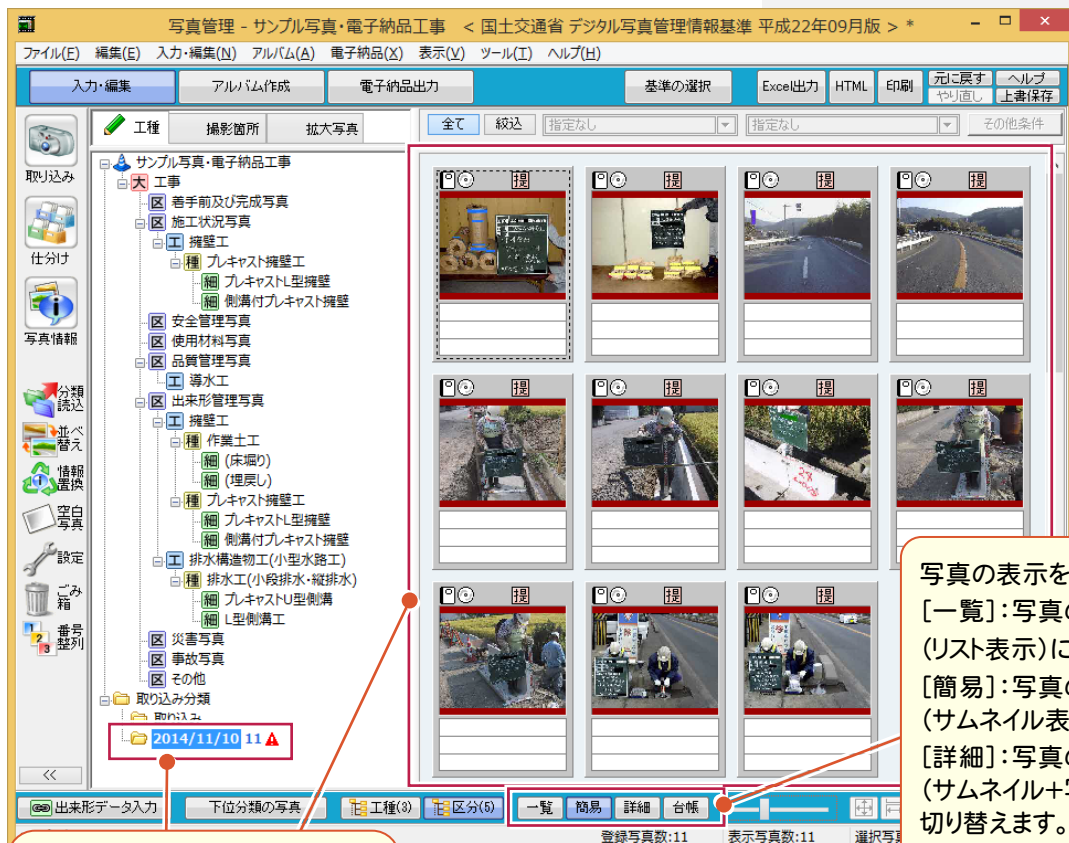 写真管理 - サンプル写真・電子納品工事 < 国土交通省 デジタル写真管理情報基準 平成22年09月版 > *
ファイル(F) 編集(E) 入力・編集(N) アルバム(A) 電子納品(X) 表示(V) ツール(T) ヘルプ(H)
入力・編集 アルバム作成 電子納品出力 基準の選択 Excel出力 HTML 印刷 元に戻す ヘルプ
やり直し 上書保存
工種 撮影箇所 拡大写真 全て 絞込 指定なし 指定なし その他条件
取り込み
仕分け
写真情報
分類
読込
並べ
替え
情報
置換
空白
写真
設定
ごみ
箱
番号
整列
<<
サンプル写真・電子納品工事
大 工事
区 着手前及び完成写真
区 施工状況写真
工 擁壁工
種 プレキャスト擁壁工
細 プレキャストL型擁壁
細 側溝付プレキャスト擁壁
区 安全管理写真
区 使用材料写真
区 品質管理写真
工 導水工
区 出来形管理写真
工 擁壁工
種 作業土工
細 (床堀り)
細 (埋戻し)
種 プレキャスト擁壁工
細 プレキャストL型擁壁
細 側溝付プレキャスト擁壁
工 排水構造物工(小型水路工)
種 排水工(小段排水・縦排水)
細 プレキャストU型側溝
細 L型側溝工
区 災害写真
区 事故写真
区 その他
取り込み分類
取り込み
2014/11/10 11
提 提 提 提
提 提 提 提
提 提 提
写真の表示を
[一覧]:写真の
(リスト表示)に
[簡易]:写真の
(サムネイル表
[詳細]:写真の
(サムネイル+写
切り替えます。
出来形データ入力 下位分類の写真 工種(3) 区分(5) 一覧 簡易 詳細 台帳
登録写真数:11 表示写真数:11 選択写真